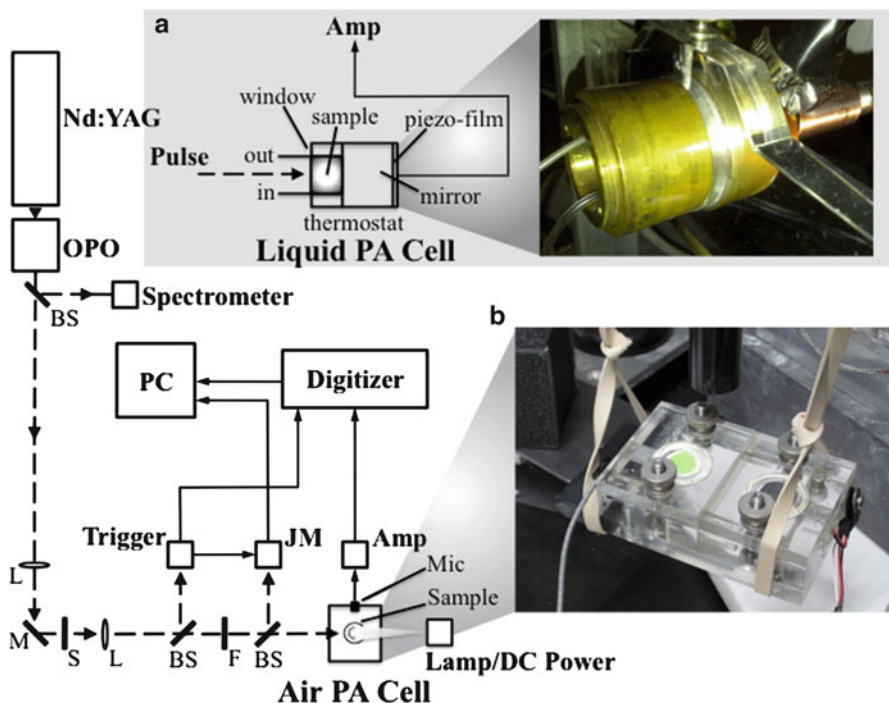 a
Amp
Nd:YAG
window
sample
piezo-film
out
Pulse
in
mirror
thermostat
Liquid PA Cell
OPO
BS
Spectrometer
b
PC
Digitizer
Trigger
JM
Amp
Mic
Sample
L
M
S
L
BS
F
BS
Lamp/DC Power
Air PA Cell